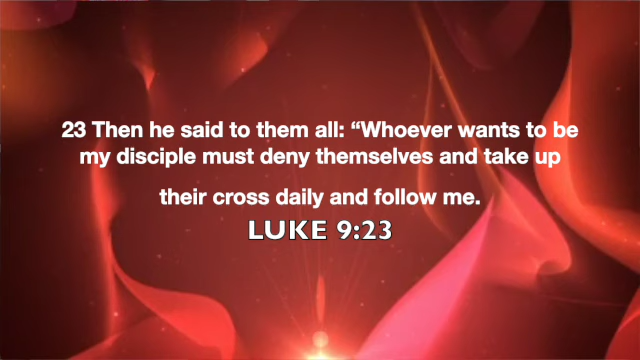 23 Then he said to them all: “Whoever wants to be
my disciple must deny themselves and take up
their cross daily and follow me.
LUKE 9:23